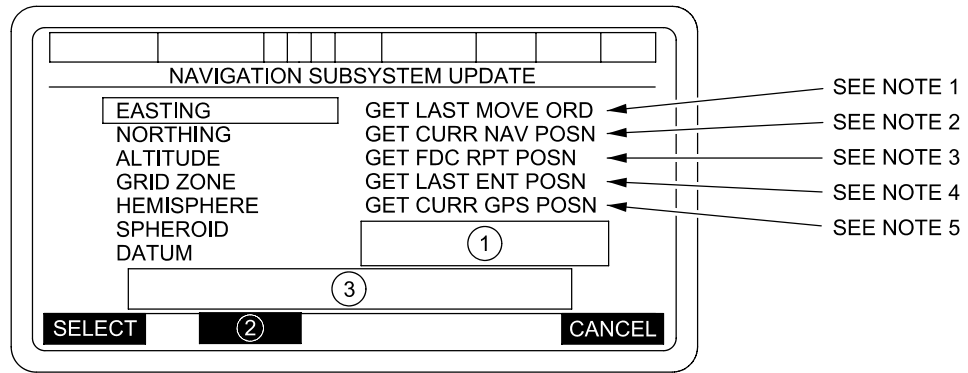 NAVIGATION SUBSYSTEM UPDATE
EASTING
NORTHING
ALTITUDE
GRID ZONE
HEMISPHERE
SPHEROID
DATUM
GET LAST MOVE ORD
GET CURR NAV POSN
GET FDC RPT POSN
GET LAST ENT POSN
GET CURR GPS POSN
1
3
SELECT
2
CANCEL
SEE NOTE 1
SEE NOTE 2
SEE NOTE 3
SEE NOTE 4
SEE NOTE 5